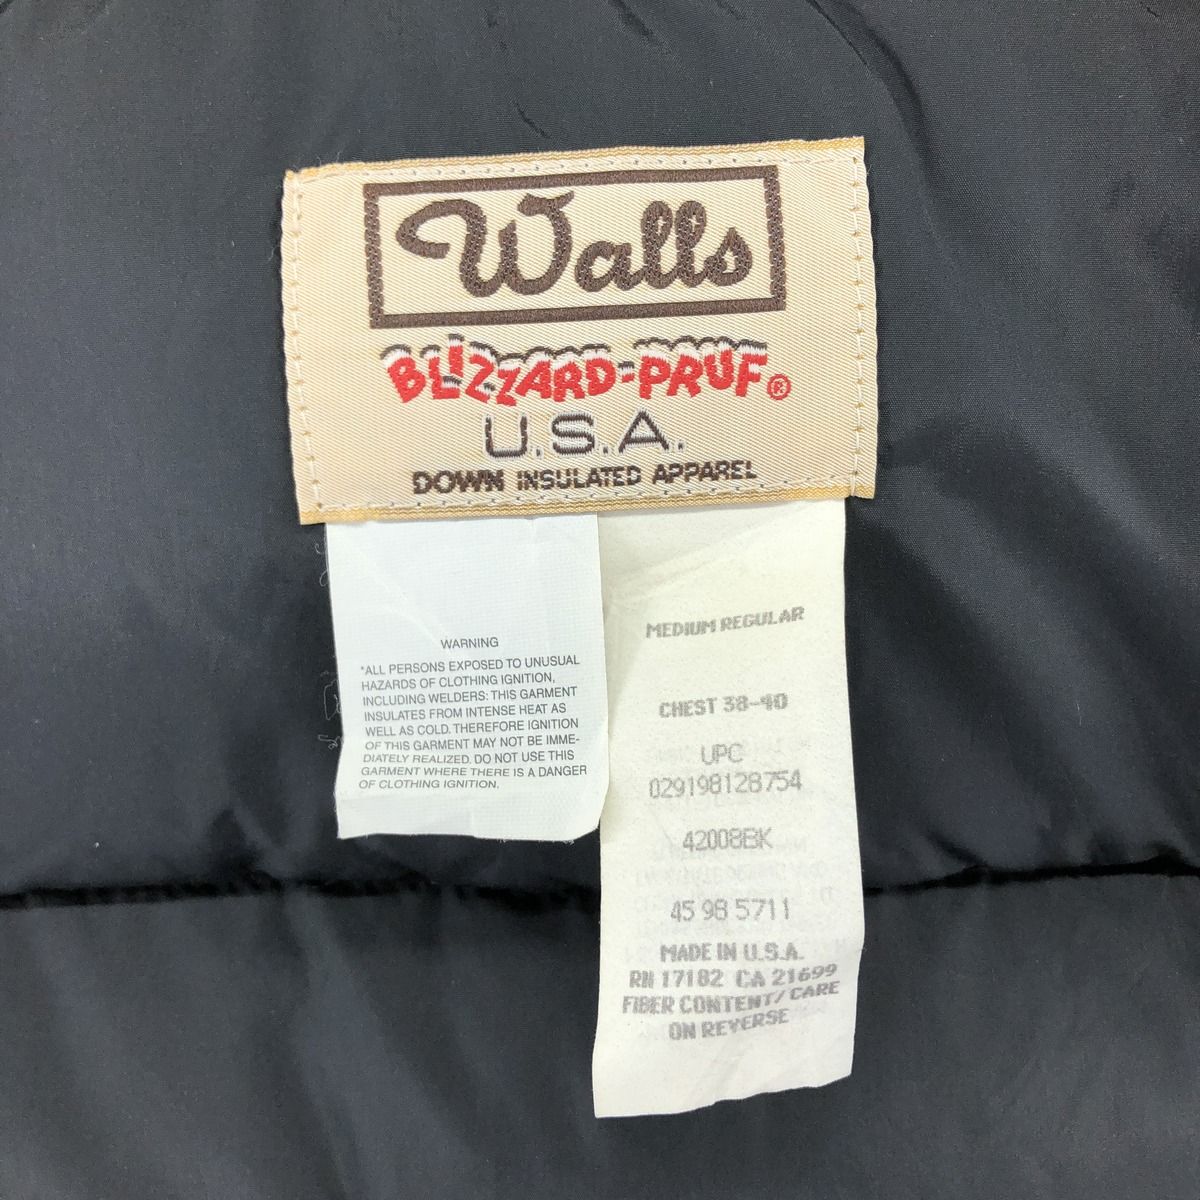 Walls
BLIZZARD-PRUF®
U.S.A.
DOWN INSULATED APPAREL
WARNING
*ALL PERSONS EXPOSED TO UNUSUAL
HAZARDS OF CLOTHING IGNITION,
INCLUDING WELDERS: THIS GARMENT
INSULATES FROM INTENSE HEAT AS
WELL AS COLD. THEREFORE IGNITION
OF THIS GARMENT MAY NOT BE IMME-
DIATELY REALIZED. DO NOT USE THIS
GARMENT WHERE THERE IS A DANGER
OF CLOTHING IGNITION.
MEDIUM REGULAR
CHEST 38-40
UPC
029198128754
42008BK
45 98 5711
MADE IN U.S.A.
RN 17182 CA 21699
FIBER CONTENT/CARE
ON REVERSE